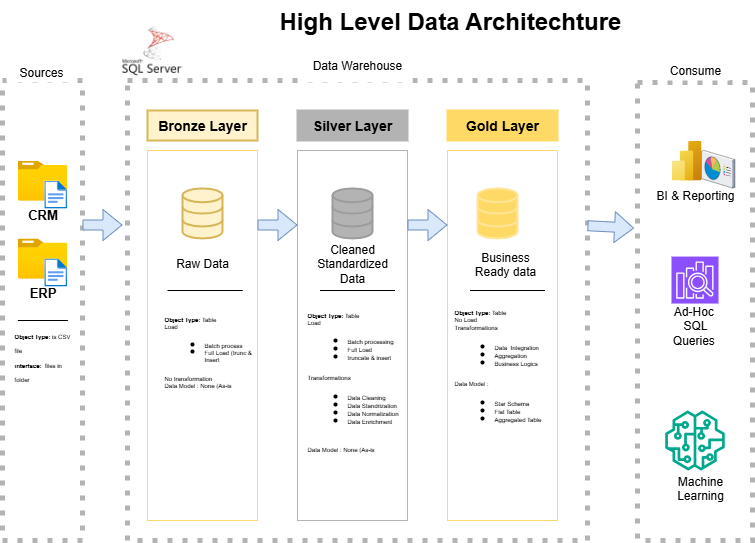 High Level Data Architechture
Microsoft
SQL Server
Sources
Data Warehouse
Consume
CRM
ERP
Object Type: is CSV
file
Interface: files in
folder
Bronze Layer
Raw Data
Object Type: Table
Load
Batch process
Full Load (trunc &
insert
No transformation
Data Model : None (As-is
Silver Layer
Cleaned
Standardized
Data
Object Type: Table
Load
Batch processing
Full Load
truncate & insert
Transformations
Data Cleaning
Data Standrization
Data Normalization
Data Enrichment
Data Model : None (As-is
Gold Layer
Business
Ready data
Object Type: Table
No Load
Transformations
Data Integration
Aggregation
Business Logics
Data Model :
Star Schema
Flat Table
Aggregated Table
BI & Reporting
Ad-Hoc
SQL
Queries
Machine
Learning